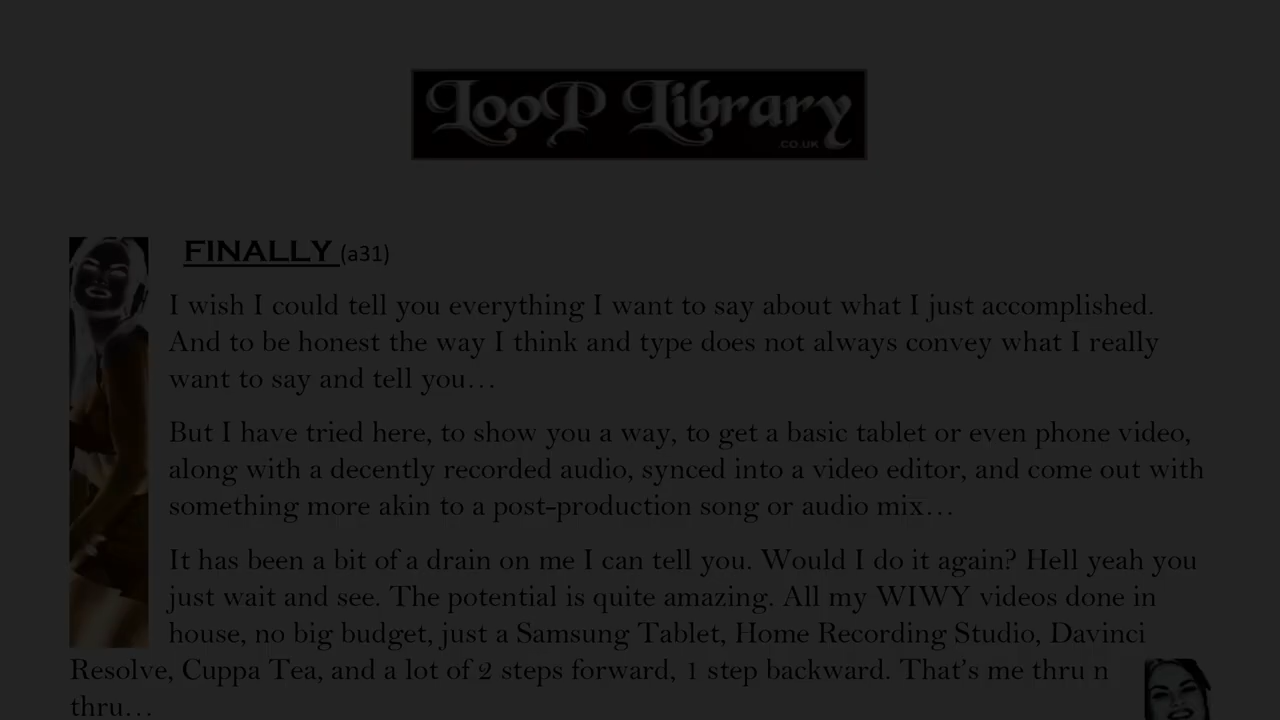 LooP Library
.CO.UK
FINALLY (a31)
I wish I could tell you everything I want to say about what I just accomplished.
And to be honest the way I think and type does not always convey what I really
want to say and tell you…
But I have tried here, to show you a way, to get a basic tablet or even phone video,
along with a decently recorded audio, synced into a video editor, and come out with
something more akin to a post-production song or audio mix…
It has been a bit of a drain on me I can tell you. Would I do it again? Hell yeah you
just wait and see. The potential is quite amazing. All my WIWY videos done in
house, no big budget, just a Samsung Tablet, Home Recording Studio, Davinci
Resolve, Cuppa Tea, and a lot of 2 steps forward, 1 step backward. That's me thru n
thru…